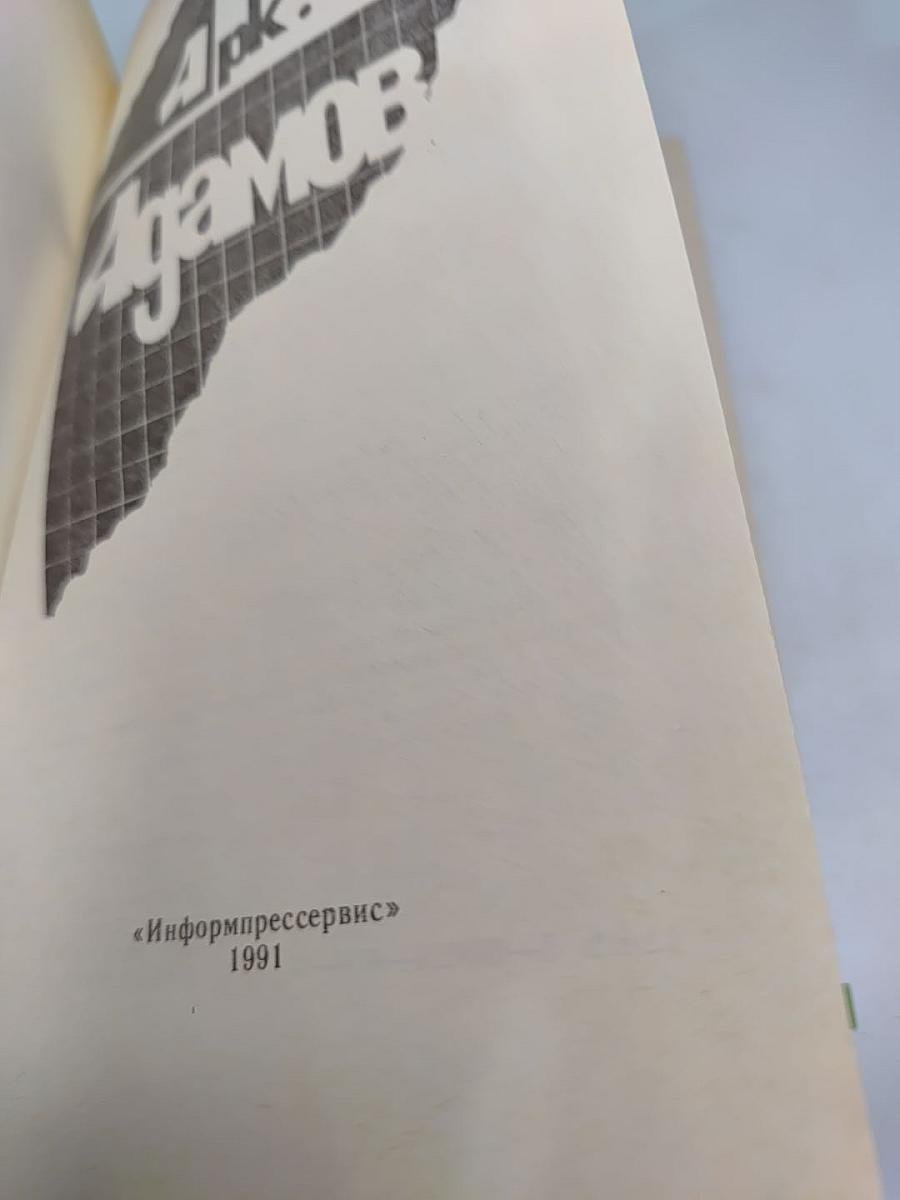 Арк.
Адамов
«Информпрессервис»
1991